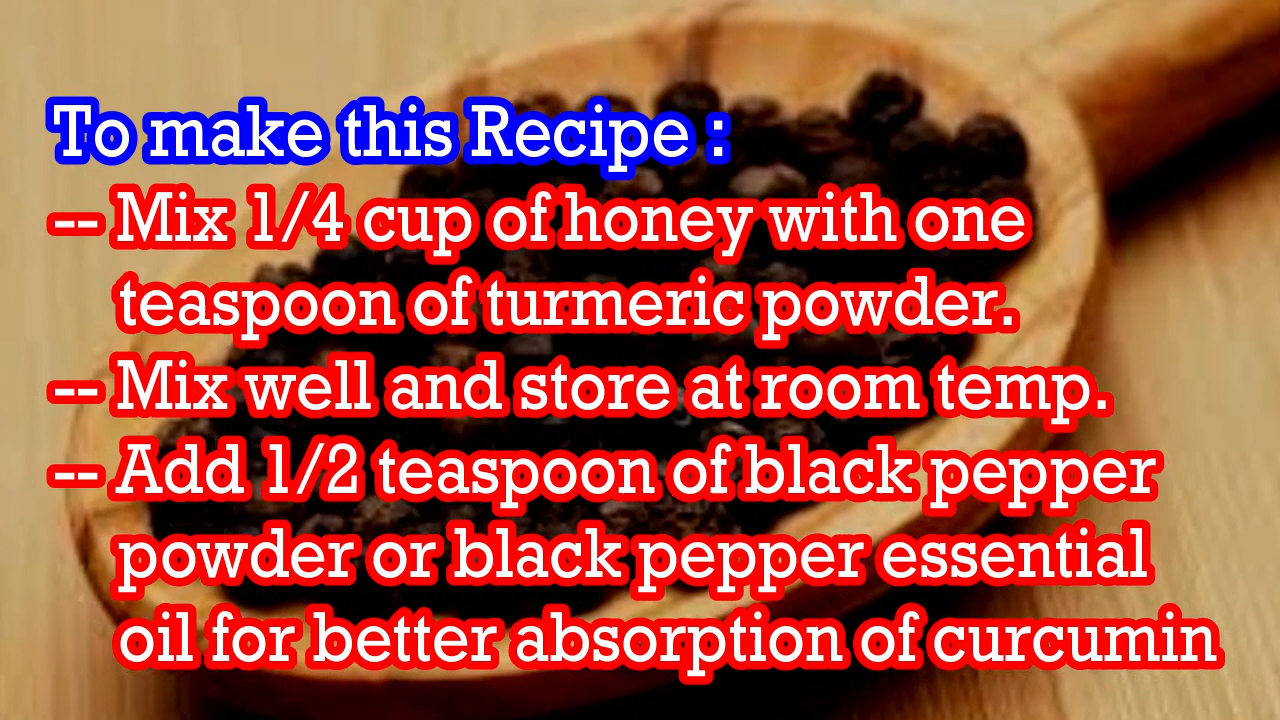 To make this Recipe :
-- Mix 1/4 cup of honey with one
teaspoon of turmeric powder.
-- Mix well and store at room temp.
-- Add 1/2 teaspoon of black pepper
powder or black pepper essential
oil for better absorption of curcumin